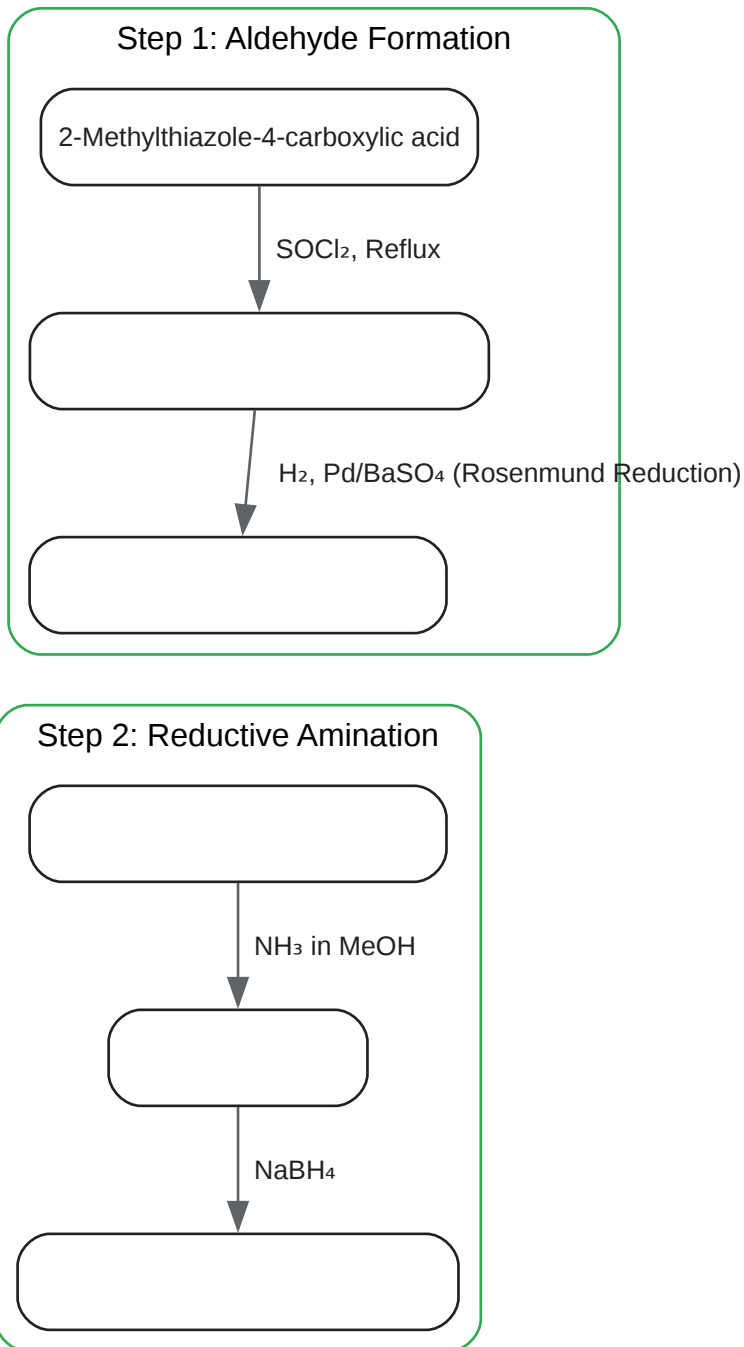 Step 1: Aldehyde Formation
2-Methylthiazole-4-carboxylic acid
SOCl₂, Reflux
H₂, Pd/BaSO₄ (Rosenmund Reduction)
Step 2: Reductive Amination
NH₃ in MeOH
NaBH₄